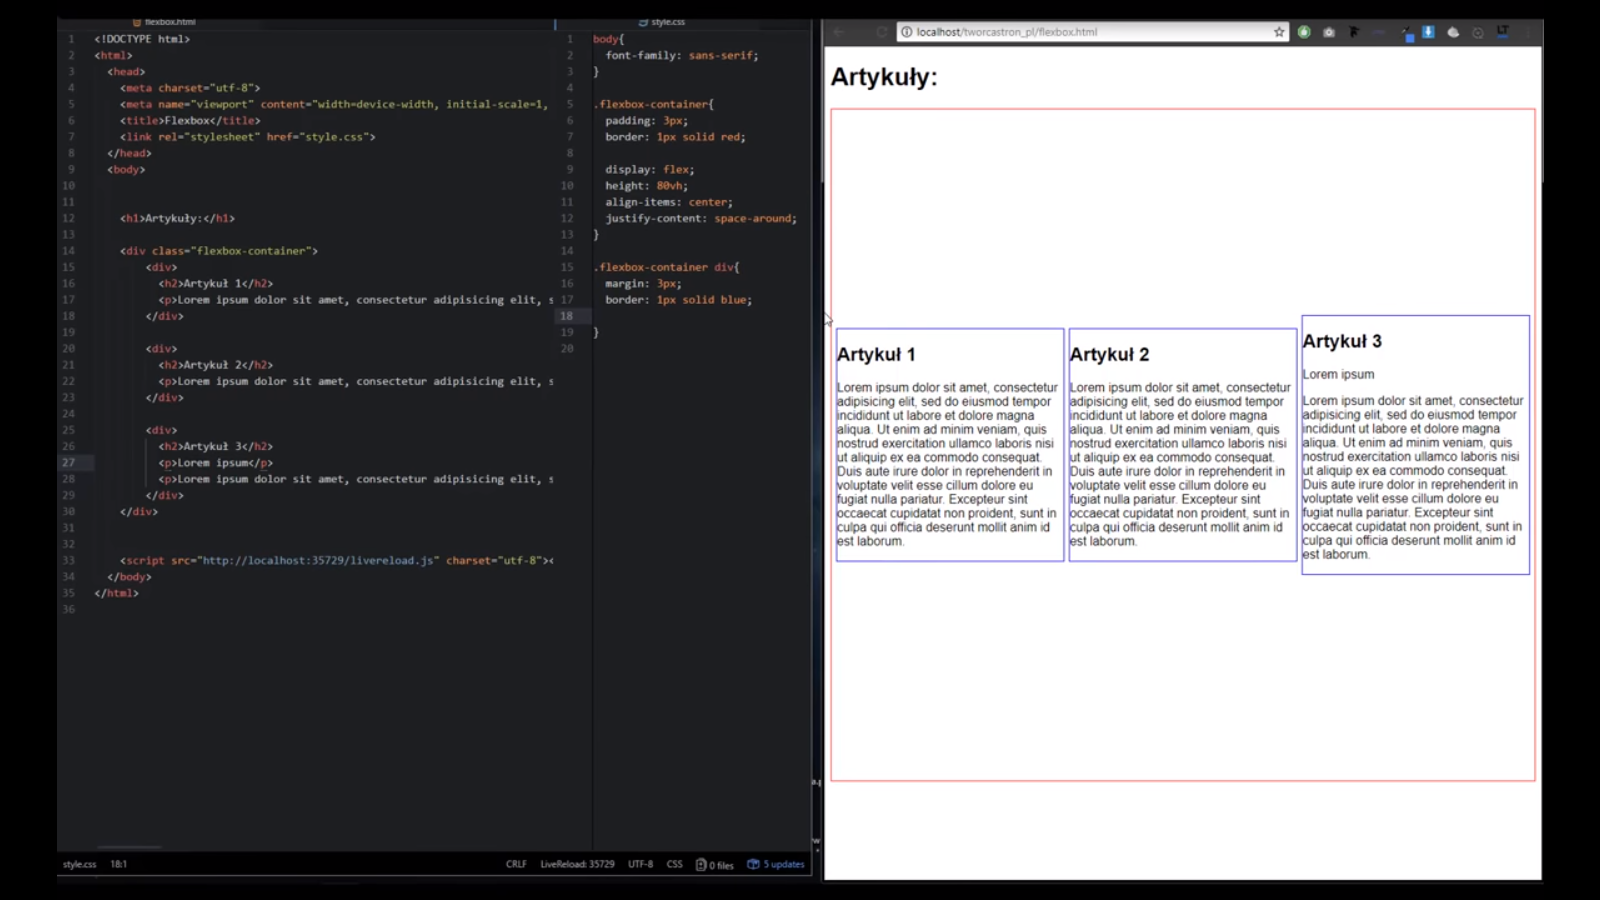 flexbox.html
1 <!DOCTYPE html>
2 <html>
3 <head>
4 <meta charset="utf-8">
5 <meta name="viewport" content="width=device-width, initial-scale=1,
6 <title>Flexbox</title>
7 <link rel="stylesheet" href="style.css">
8 </head>
9 <body>
10
11
12 <h1>Artykuły:</h1>
13
14 <div class="flexbox-container">
15 <div>
16 <h2>Artykuł 1</h2>
17 <p>Lorem ipsum dolor sit amet, consectetur adipisicing elit, s
18 </div>
19
20 <div>
21 <h2>Artykuł 2</h2>
22 <p>Lorem ipsum dolor sit amet, consectetur adipisicing elit, s
23 </div>
24
25 <div>
26 <h2>Artykuł 3</h2>
27 <p>Lorem ipsum</p>
28 <p>Lorem ipsum dolor sit amet, consectetur adipisicing elit, s
29 </div>
30 </div>
31
32
33 <script src="http://localhost:35729/livereload.js" charset="utf-8"><
34 </body>
35 </html>
36
style.css
1 body{
2 font-family: sans-serif;
3 }
4
5 .flexbox-container{
6 padding: 3px;
7 border: 1px solid red;
8
9 display: flex;
10 height: 80vh;
11 align-items: center;
12 justify-content: space-around;
13 }
14
15 .flexbox-container div{
16 margin: 3px;
17 border: 1px solid blue;
18
19 }
20
style.css 18:1 CRLF LiveReload: 35729 UTF-8 CSS 0 files 5 updates
localhost/tworcastron_pl/flexbox.html
LT
Artykuły:
Artykuł 1
Lorem ipsum dolor sit amet, consectetur
adipisicing elit, sed do eiusmod tempor
incididunt ut labore et dolore magna
aliqua. Ut enim ad minim veniam, quis
nostrud exercitation ullamco laboris nisi
ut aliquip ex ea commodo consequat.
Duis aute irure dolor in reprehenderit in
voluptate velit esse cillum dolore eu
fugiat nulla pariatur. Excepteur sint
occaecat cupidatat non proident, sunt in
culpa qui officia deserunt mollit anim id
est laborum.
Artykuł 2
Lorem ipsum dolor sit amet, consectetur
adipisicing elit, sed do eiusmod tempor
incididunt ut labore et dolore magna
aliqua. Ut enim ad minim veniam, quis
nostrud exercitation ullamco laboris nisi
ut aliquip ex ea commodo consequat.
Duis aute irure dolor in reprehenderit in
voluptate velit esse cillum dolore eu
fugiat nulla pariatur. Excepteur sint
occaecat cupidatat non proident, sunt in
culpa qui officia deserunt mollit anim id
est laborum.
Artykuł 3
Lorem ipsum
Lorem ipsum dolor sit amet, consectetur
adipisicing elit, sed do eiusmod tempor
incididunt ut labore et dolore magna
aliqua. Ut enim ad minim veniam, quis
nostrud exercitation ullamco laboris nisi
ut aliquip ex ea commodo consequat.
Duis aute irure dolor in reprehenderit in
voluptate velit esse cillum dolore eu
fugiat nulla pariatur. Excepteur sint
occaecat cupidatat non proident, sunt in
culpa qui officia deserunt mollit anim id
est laborum.